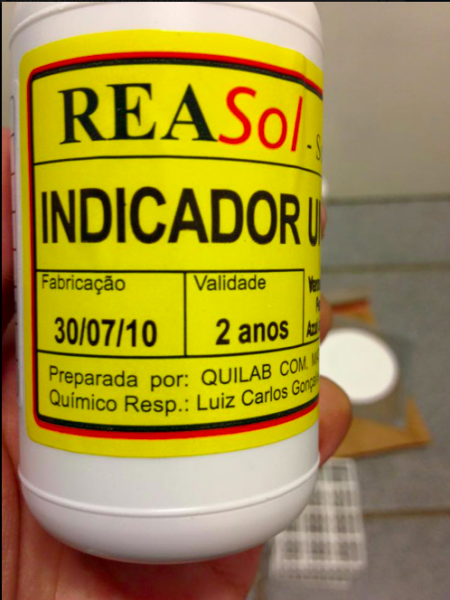 REASol - S
INDICADOR U
Fabricação
Validade
30/07/10
2 anos
Preparada por: QUILAB COM.
Químico Resp.: Luiz Carlos